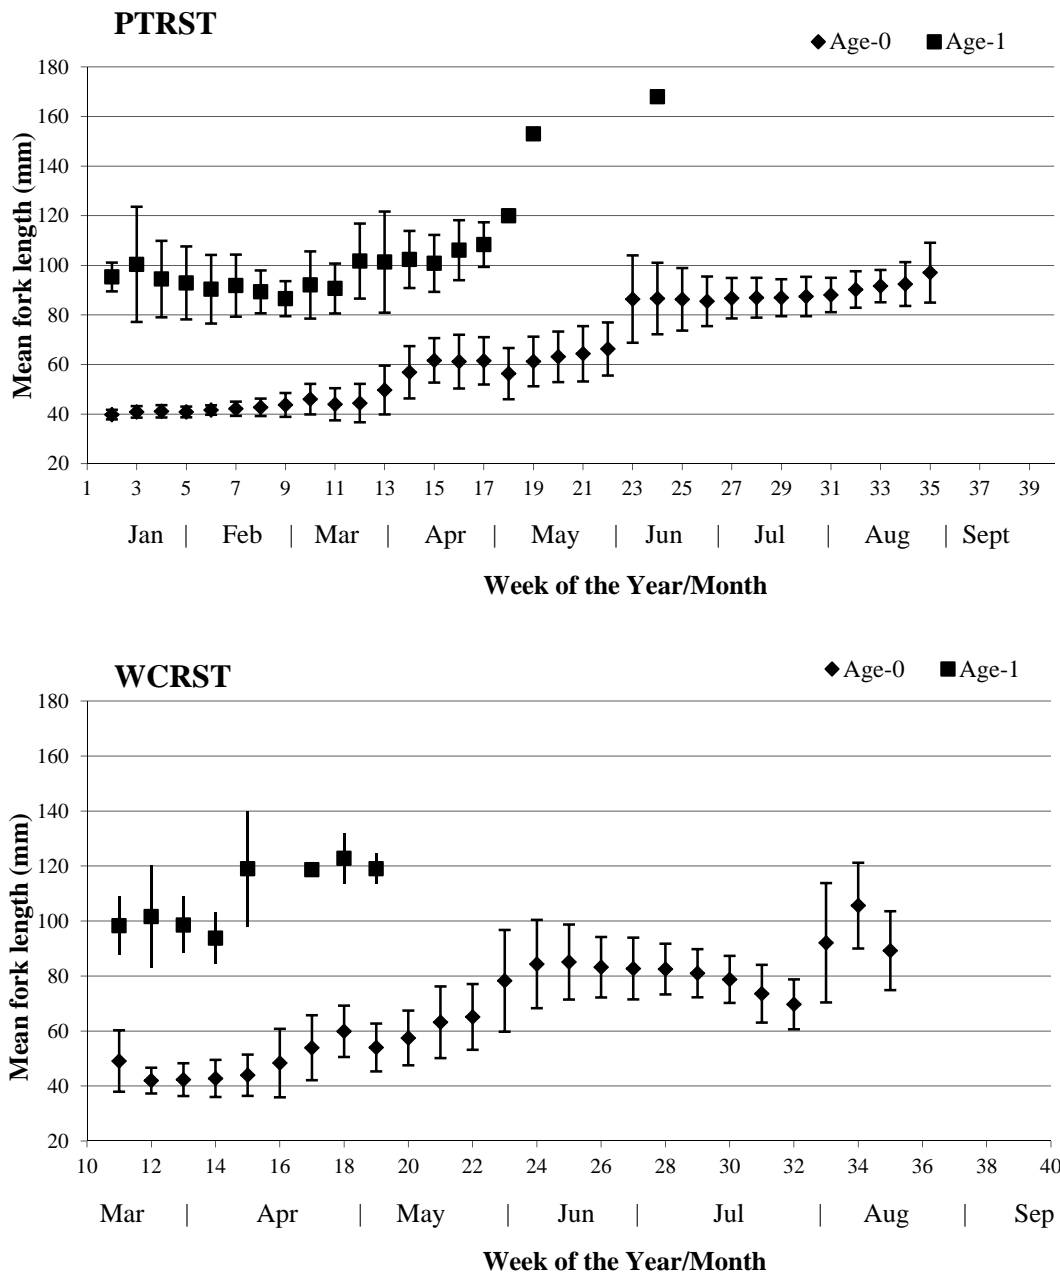 PTRST
Age-0 Age-1
180
160
140
120
100
80
60
40
20
Mean fork length (mm)
1 3 5 7 9 11 13 15 17 19 21 23 25 27 29 31 33 35 37 39
Jan | Feb | Mar | Apr | May | Jun | Jul | Aug | Sept
Week of the Year/Month
WCRST
Age-0 Age-1
180
160
140
120
100
80
60
40
20
Mean fork length (mm)
10 12 14 16 18 20 22 24 26 28 30 32 34 36 38 40
Mar | Apr | May | Jun | Jul | Aug | Sep
Week of the Year/Month